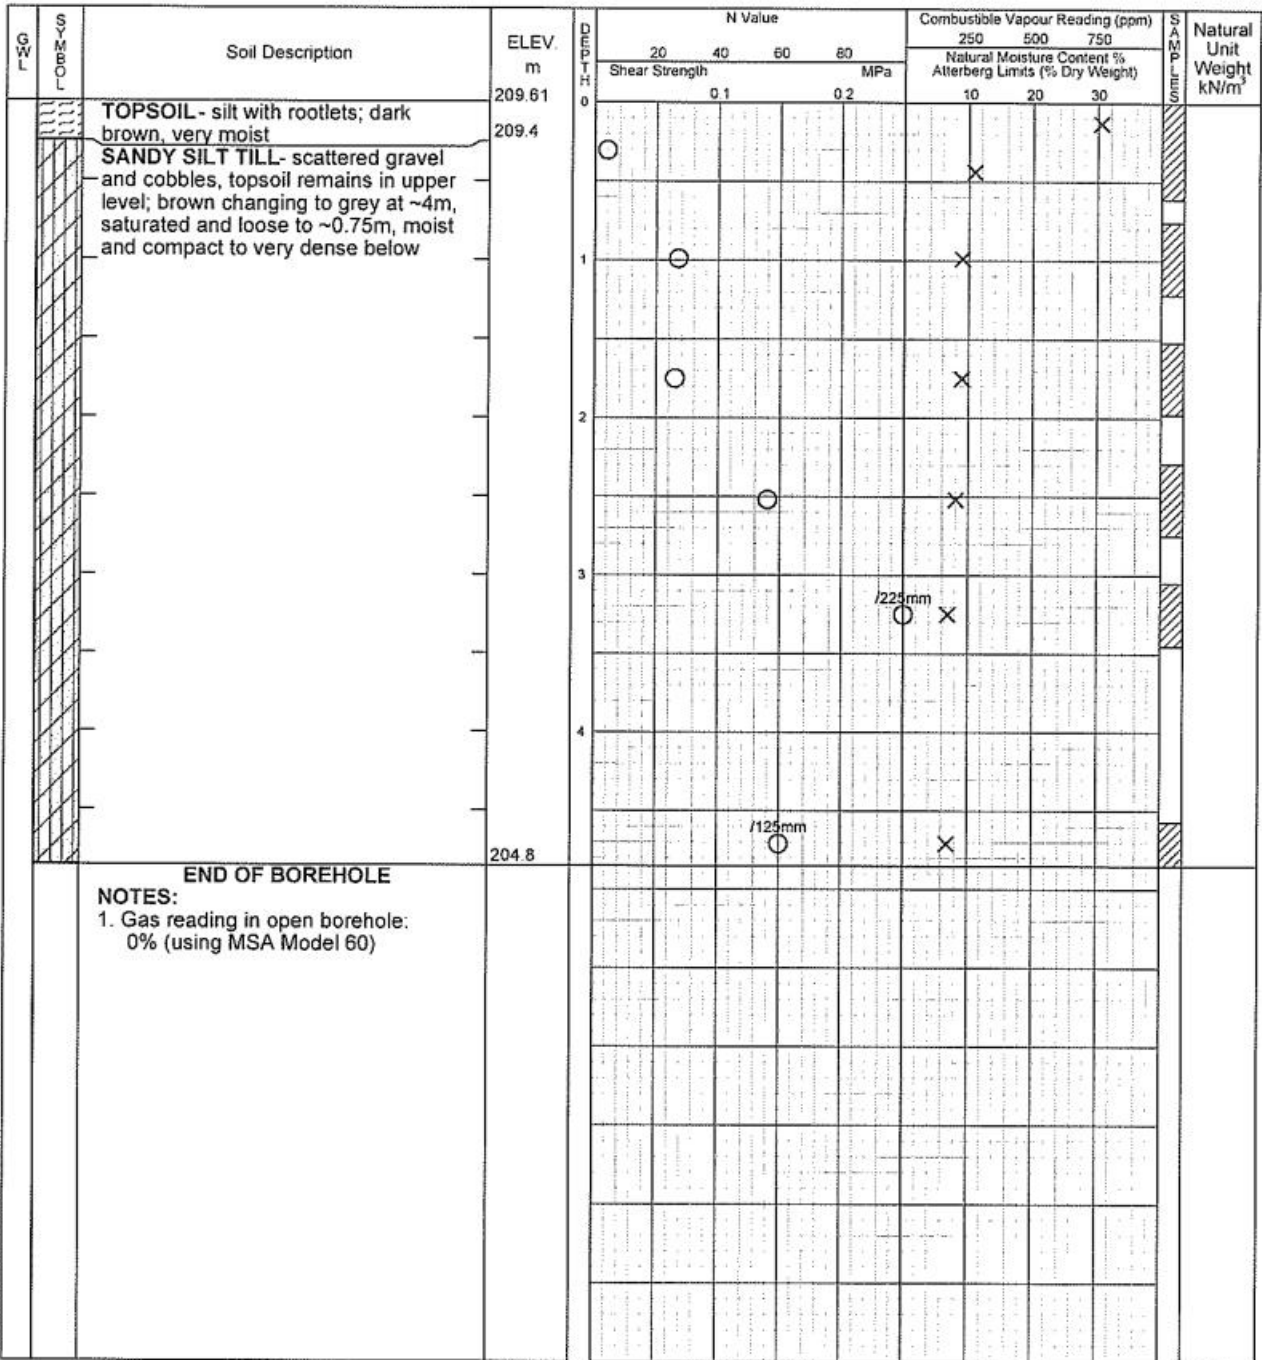 GWL
SYMBOL
Soil Description
ELEV.
m
DEPTH
N Value
20 40 60 80
Shear Strength MPa
0.1 0.2
Combustible Vapour Reading (ppm)
250 500 750
Natural Moisture Content %
Atterberg Limits (% Dry Weight)
10 20 30
SAMPLES
Natural
Unit
Weight
kN/m³
209.61
0
TOPSOIL- silt with rootlets; dark
brown, very moist
209.4
SANDY SILT TILL- scattered gravel
and cobbles, topsoil remains in upper
level; brown changing to grey at ~4m,
saturated and loose to ~0.75m, moist
and compact to very dense below
1
2
3
/225mm
4
/125mm
204.8
END OF BOREHOLE
NOTES:
1. Gas reading in open borehole:
0% (using MSA Model 60)